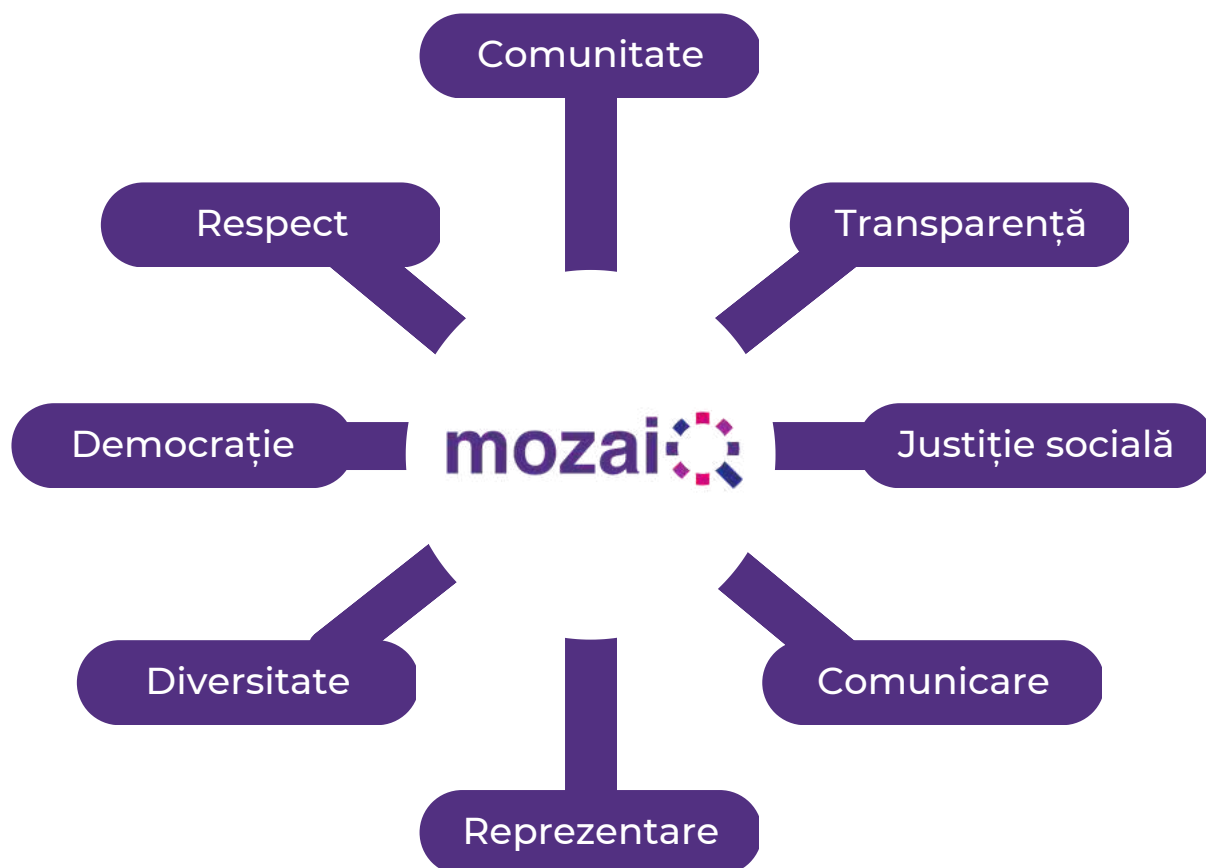 Comunitate
Respect
Transparență
Democrație
mozaiQ
Justiție socială
Diversitate
Comunicare
Reprezentare